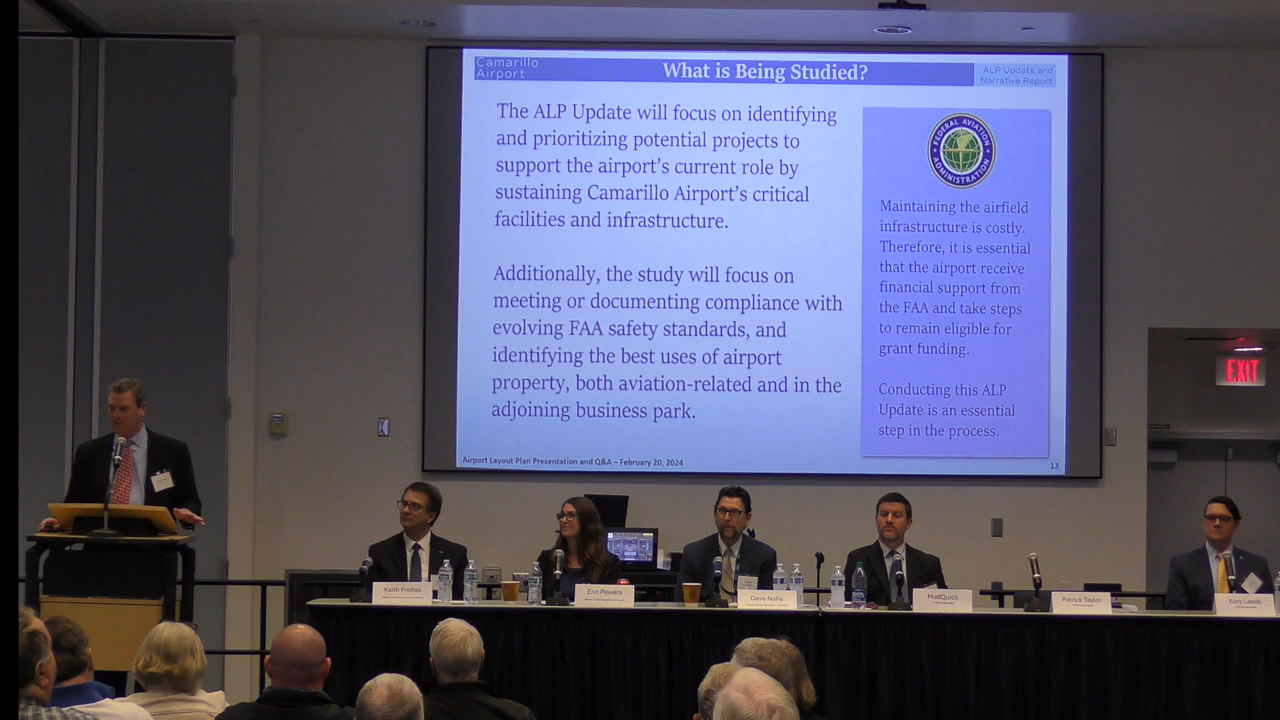 Camarillo
Airport
What is Being Studied?
ALP Update and
Narrative Report
The ALP Update will focus on identifying
and prioritizing potential projects to
support the airport's current role by
sustaining Camarillo Airport's critical
facilities and infrastructure.
Additionally, the study will focus on
meeting or documenting compliance with
evolving FAA safety standards, and
identifying the best uses of airport
property, both aviation-related and in the
adjoining business park.
FEDERAL AVIATION
ADMINISTRATION
Maintaining the airfield
infrastructure is costly.
Therefore, it is essential
that the airport receive
financial support from
the FAA and take steps
to remain eligible for
grant funding.
Conducting this ALP
Update is an essential
step in the process.
Airport Layout Plan Presentation and Q&A – February 20, 2024
13
EXIT
Keith Freitas
Erin Powers
Dave Nafie
Matt Quick
Patrick Taylor
Kory Lewis